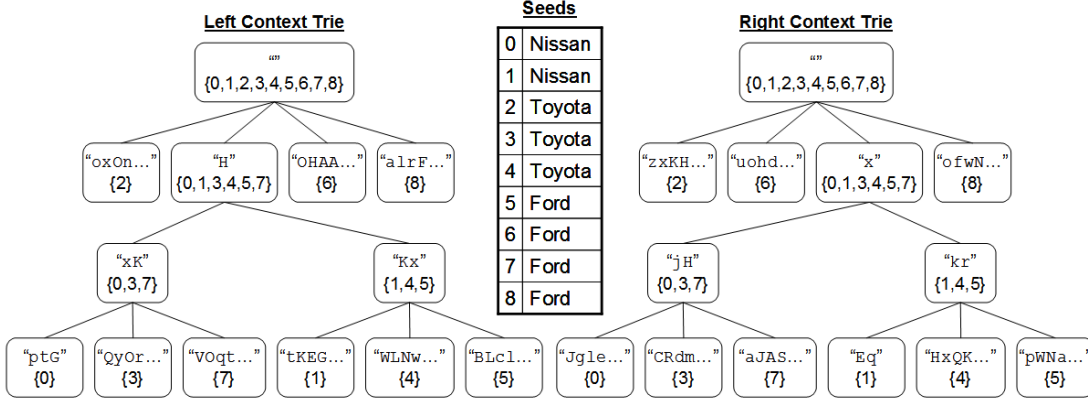 Left Context Trie
“”
{0,1,2,3,4,5,6,7,8}
“oxOn...”
{2}
“H”
{0,1,3,4,5,7}
“OHAA...”
{6}
“alrF...”
{8}
“xK”
{0,3,7}
“Kx”
{1,4,5}
“ptG”
{0}
“QyOr...”
{3}
“VOqt...”
{7}
“tKEG...”
{1}
“WLNw...”
{4}
“BLcl...”
{5}
Seeds
0 Nissan
1 Nissan
2 Toyota
3 Toyota
4 Toyota
5 Ford
6 Ford
7 Ford
8 Ford
Right Context Trie
“”
{0,1,2,3,4,5,6,7,8}
“zxKH...”
{2}
“uohd...”
{6}
“x”
{0,1,3,4,5,7}
“ofwN...”
{8}
“jH”
{0,3,7}
“kr”
{1,4,5}
“Jgle...”
{0}
“CRdm...”
{3}
“aJAS...”
{7}
“Eq”
{1}
“HxQK...”
{4}
“pWNa...”
{5}